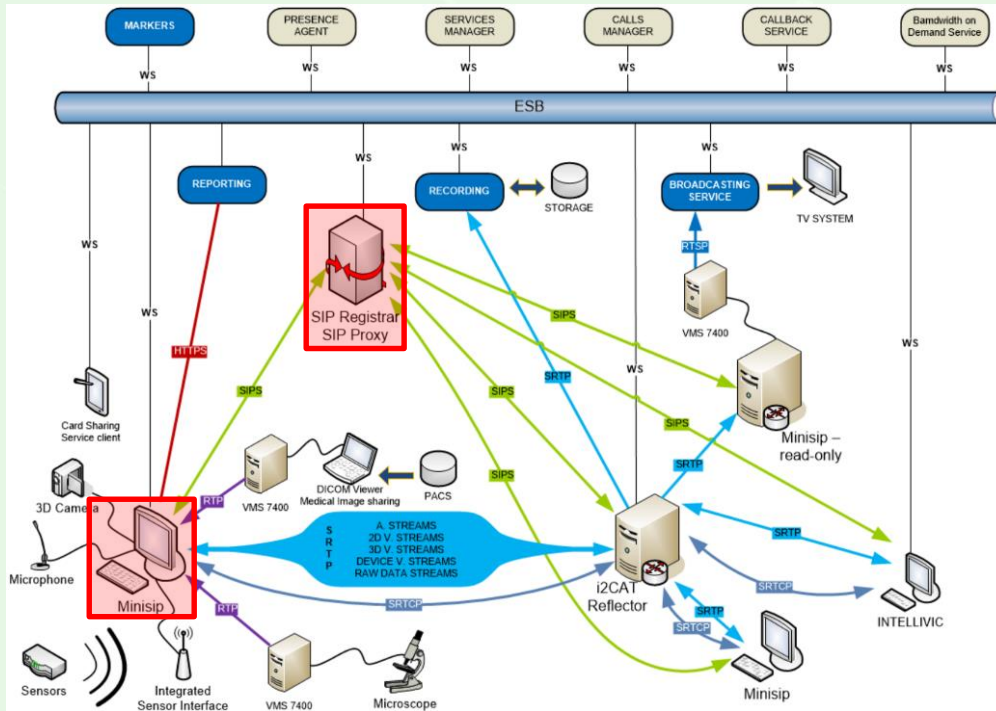 MARKERS
PRESENCE
AGENT
SERVICES
MANAGER
CALLS
MANAGER
CALLBACK
SERVICE
Bamdwidth on
Demand Service
WS
WS
WS
WS
WS
WS
ESB
WS
WS
REPORTING
RECORDING
STORAGE
BROADCASTING
SERVICE
TV SYSTEM
WS
WS
RTSP
SIP Registrar
SIP Proxy
VMS 7400
SIPS
WS
HTTPS
SRTP
WS
WS
Card Sharing
Service client
SIPS
SIPS
SIPS
Minisip –
read-only
SIPS
SRTP
3D Camera
RTP
VMS 7400
DICOM Viewer
Medical Image sharing
PACS
SRTP
A. STREAMS
2D V. STREAMS
3D V. STREAMS
DEVICE V. STREAMS
RAW DATA STREAMS
SRTP
Microphone
Minisip
SRTCP
i2CAT
Reflector
SRTCP
INTELLIVIC
RTP
SRTP
SRTCP
Sensors
Integrated
Sensor Interface
VMS 7400
Microscope
Minisip